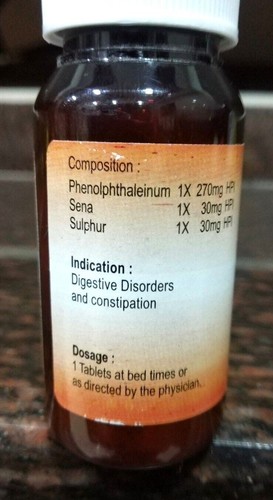 Composition :
Phenolphthaleinum 1X 270mg HPI
Sena 1X 30mg HPI
Sulphur 1X 30mg HPI
Indication :
Digestive Disorders
and constipation
Dosage :
1 Tablets at bed times or
as directed by the physician.